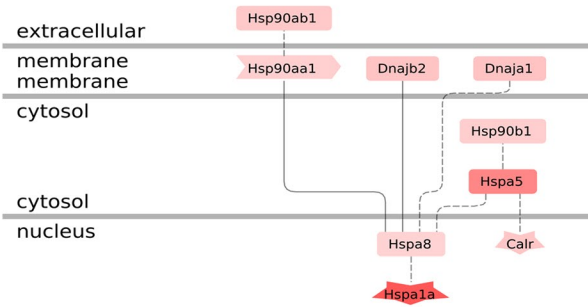 Hsp90ab1
extracellular
membrane
Hsp90aa1 Dnajb2 Dnaja1
membrane
cytosol
Hsp90b1
Hspa5
cytosol
nucleus
Hspa8 Calr
Hspa1a